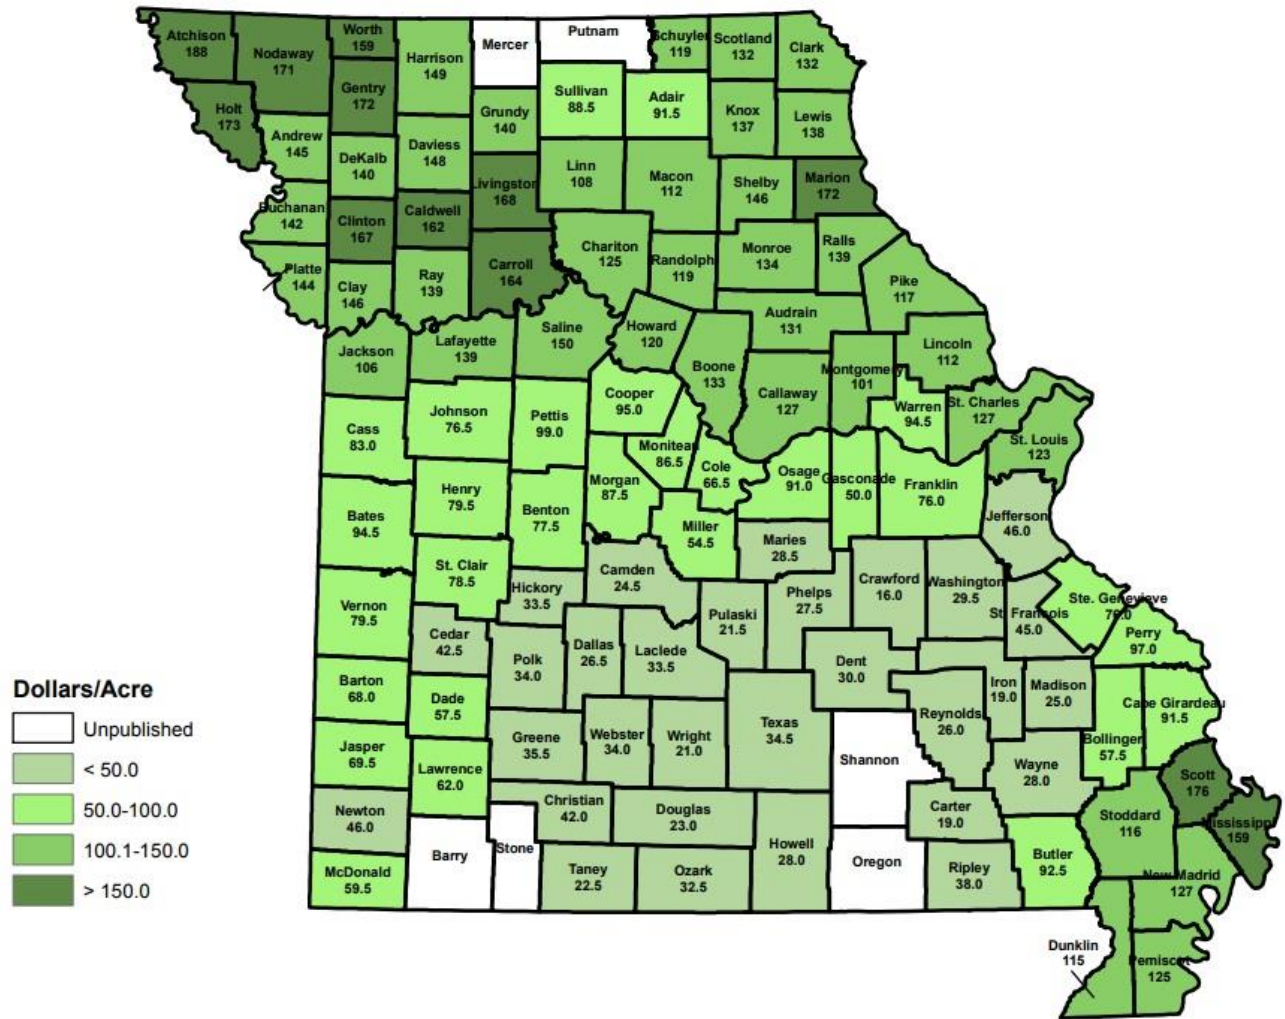 Atchison
188
Nodaway
171
Worth
159
Harrison
149
Mercer
Putnam
Schuyler
119
Scotland
132
Clark
132
Holt
173
Gentry
172
Grundy
140
Sullivan
88.5
Adair
91.5
Knox
137
Lewis
138
Andrew
145
DeKalb
140
Daviess
148
Livingston
168
Linn
108
Macon
112
Shelby
146
Marion
172
Buchanan
142
Clinton
167
Caldwell
162
Carroll
164
Chariton
125
Randolph
119
Monroe
134
Ralls
139
Pike
117
Platte
144
Clay
146
Ray
139
Saline
150
Howard
120
Audrain
131
Lincoln
112
Jackson
106
Lafayette
139
Boone
133
Callaway
127
Montgomery
101
Warren
94.5
St. Charles
127
St. Louis
123
Cass
83.0
Johnson
76.5
Pettis
99.0
Cooper
95.0
Moniteau
86.5
Cole
66.5
Osage
91.0
Gasconade
50.0
Franklin
76.0
Jefferson
46.0
Bates
94.5
Henry
79.5
Benton
77.5
Morgan
87.5
Miller
54.5
Maries
28.5
Vernon
79.5
St. Clair
78.5
Hickory
33.5
Camden
24.5
Pulaski
21.5
Phelps
27.5
Crawford
16.0
Washington
29.5
St. Francois
45.0
Ste. Genevieve
76.0
Perry
97.0
Cedar
42.5
Polk
34.0
Dallas
26.5
Laclede
33.5
Dent
30.0
Iron
19.0
Madison
25.0
Bollinger
57.5
Cape Girardeau
91.5
Barton
68.0
Dade
57.5
Greene
35.5
Webster
34.0
Wright
21.0
Texas
34.5
Shannon
Reynolds
26.0
Wayne
28.0
Scott
176
Mississippi
159
Jasper
69.5
Lawrence
62.0
Newton
46.0
Christian
42.0
Douglas
23.0
Howell
28.0
Carter
19.0
Stoddard
116
McDonald
59.5
Barry
Stone
Taney
22.5
Ozark
32.5
Oregon
Ripley
38.0
Butler
92.5
New Madrid
127
Dunklin
115
Pemiscot
125
Dollars/Acre
Unpublished
< 50.0
50.0-100.0
100.1-150.0
> 150.0